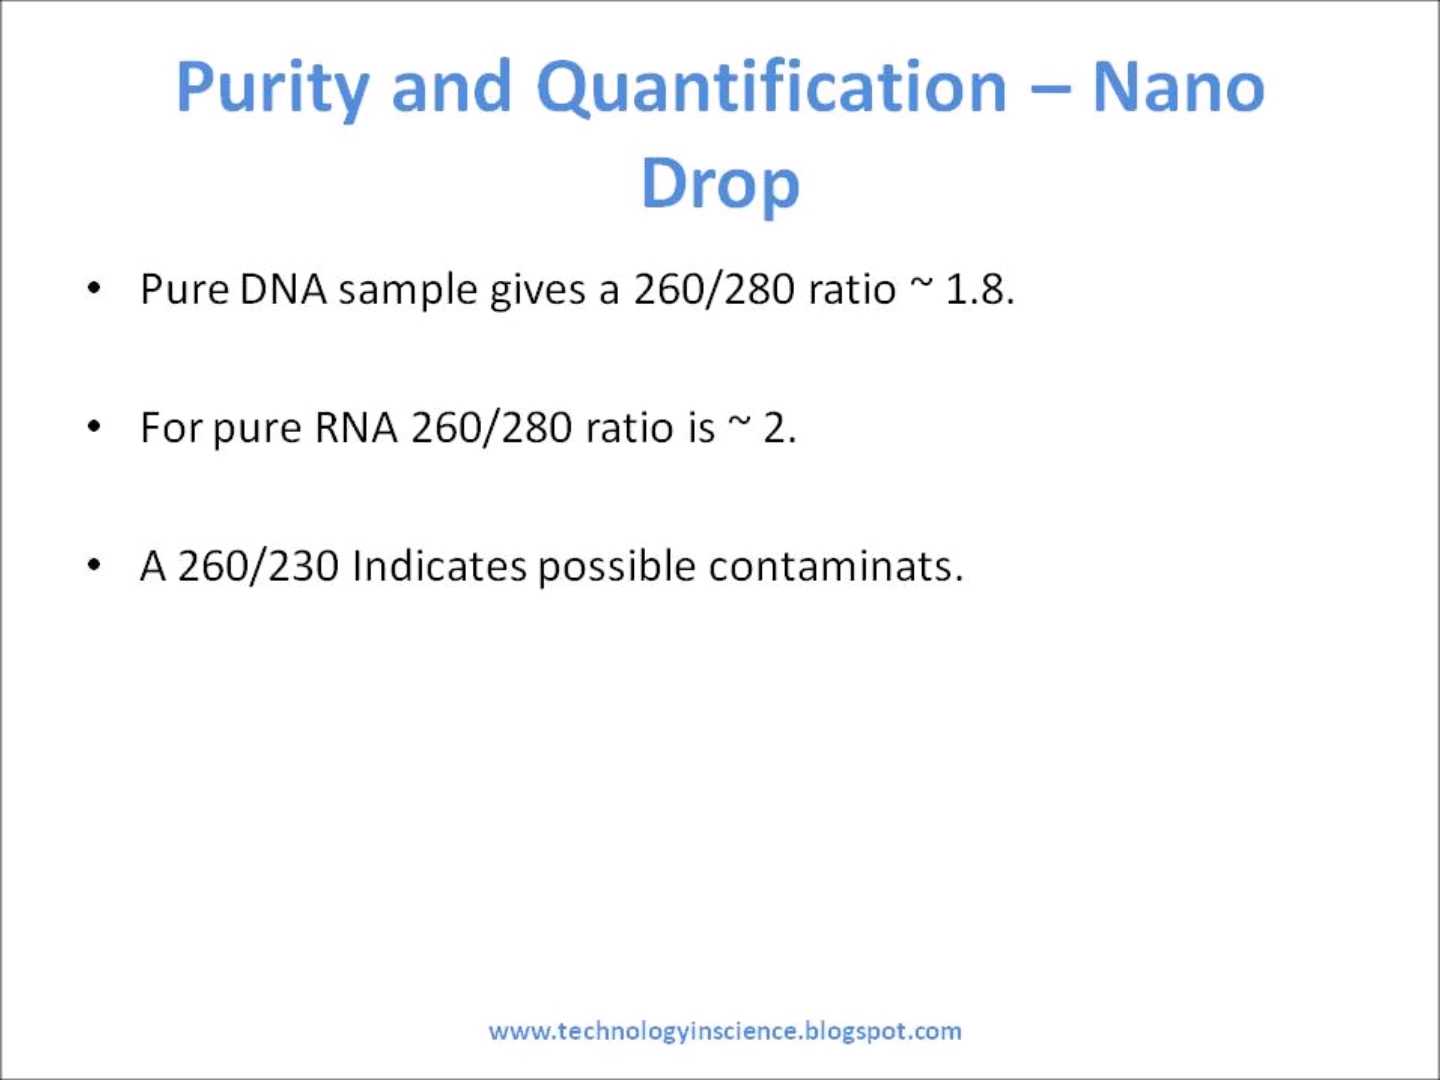 Purity and Quantification – Nano
Drop
• Pure DNA sample gives a 260/280 ratio ~ 1.8.
• For pure RNA 260/280 ratio is ~ 2.
• A 260/230 Indicates possible contaminats.
www.technologyinscience.blogspot.com